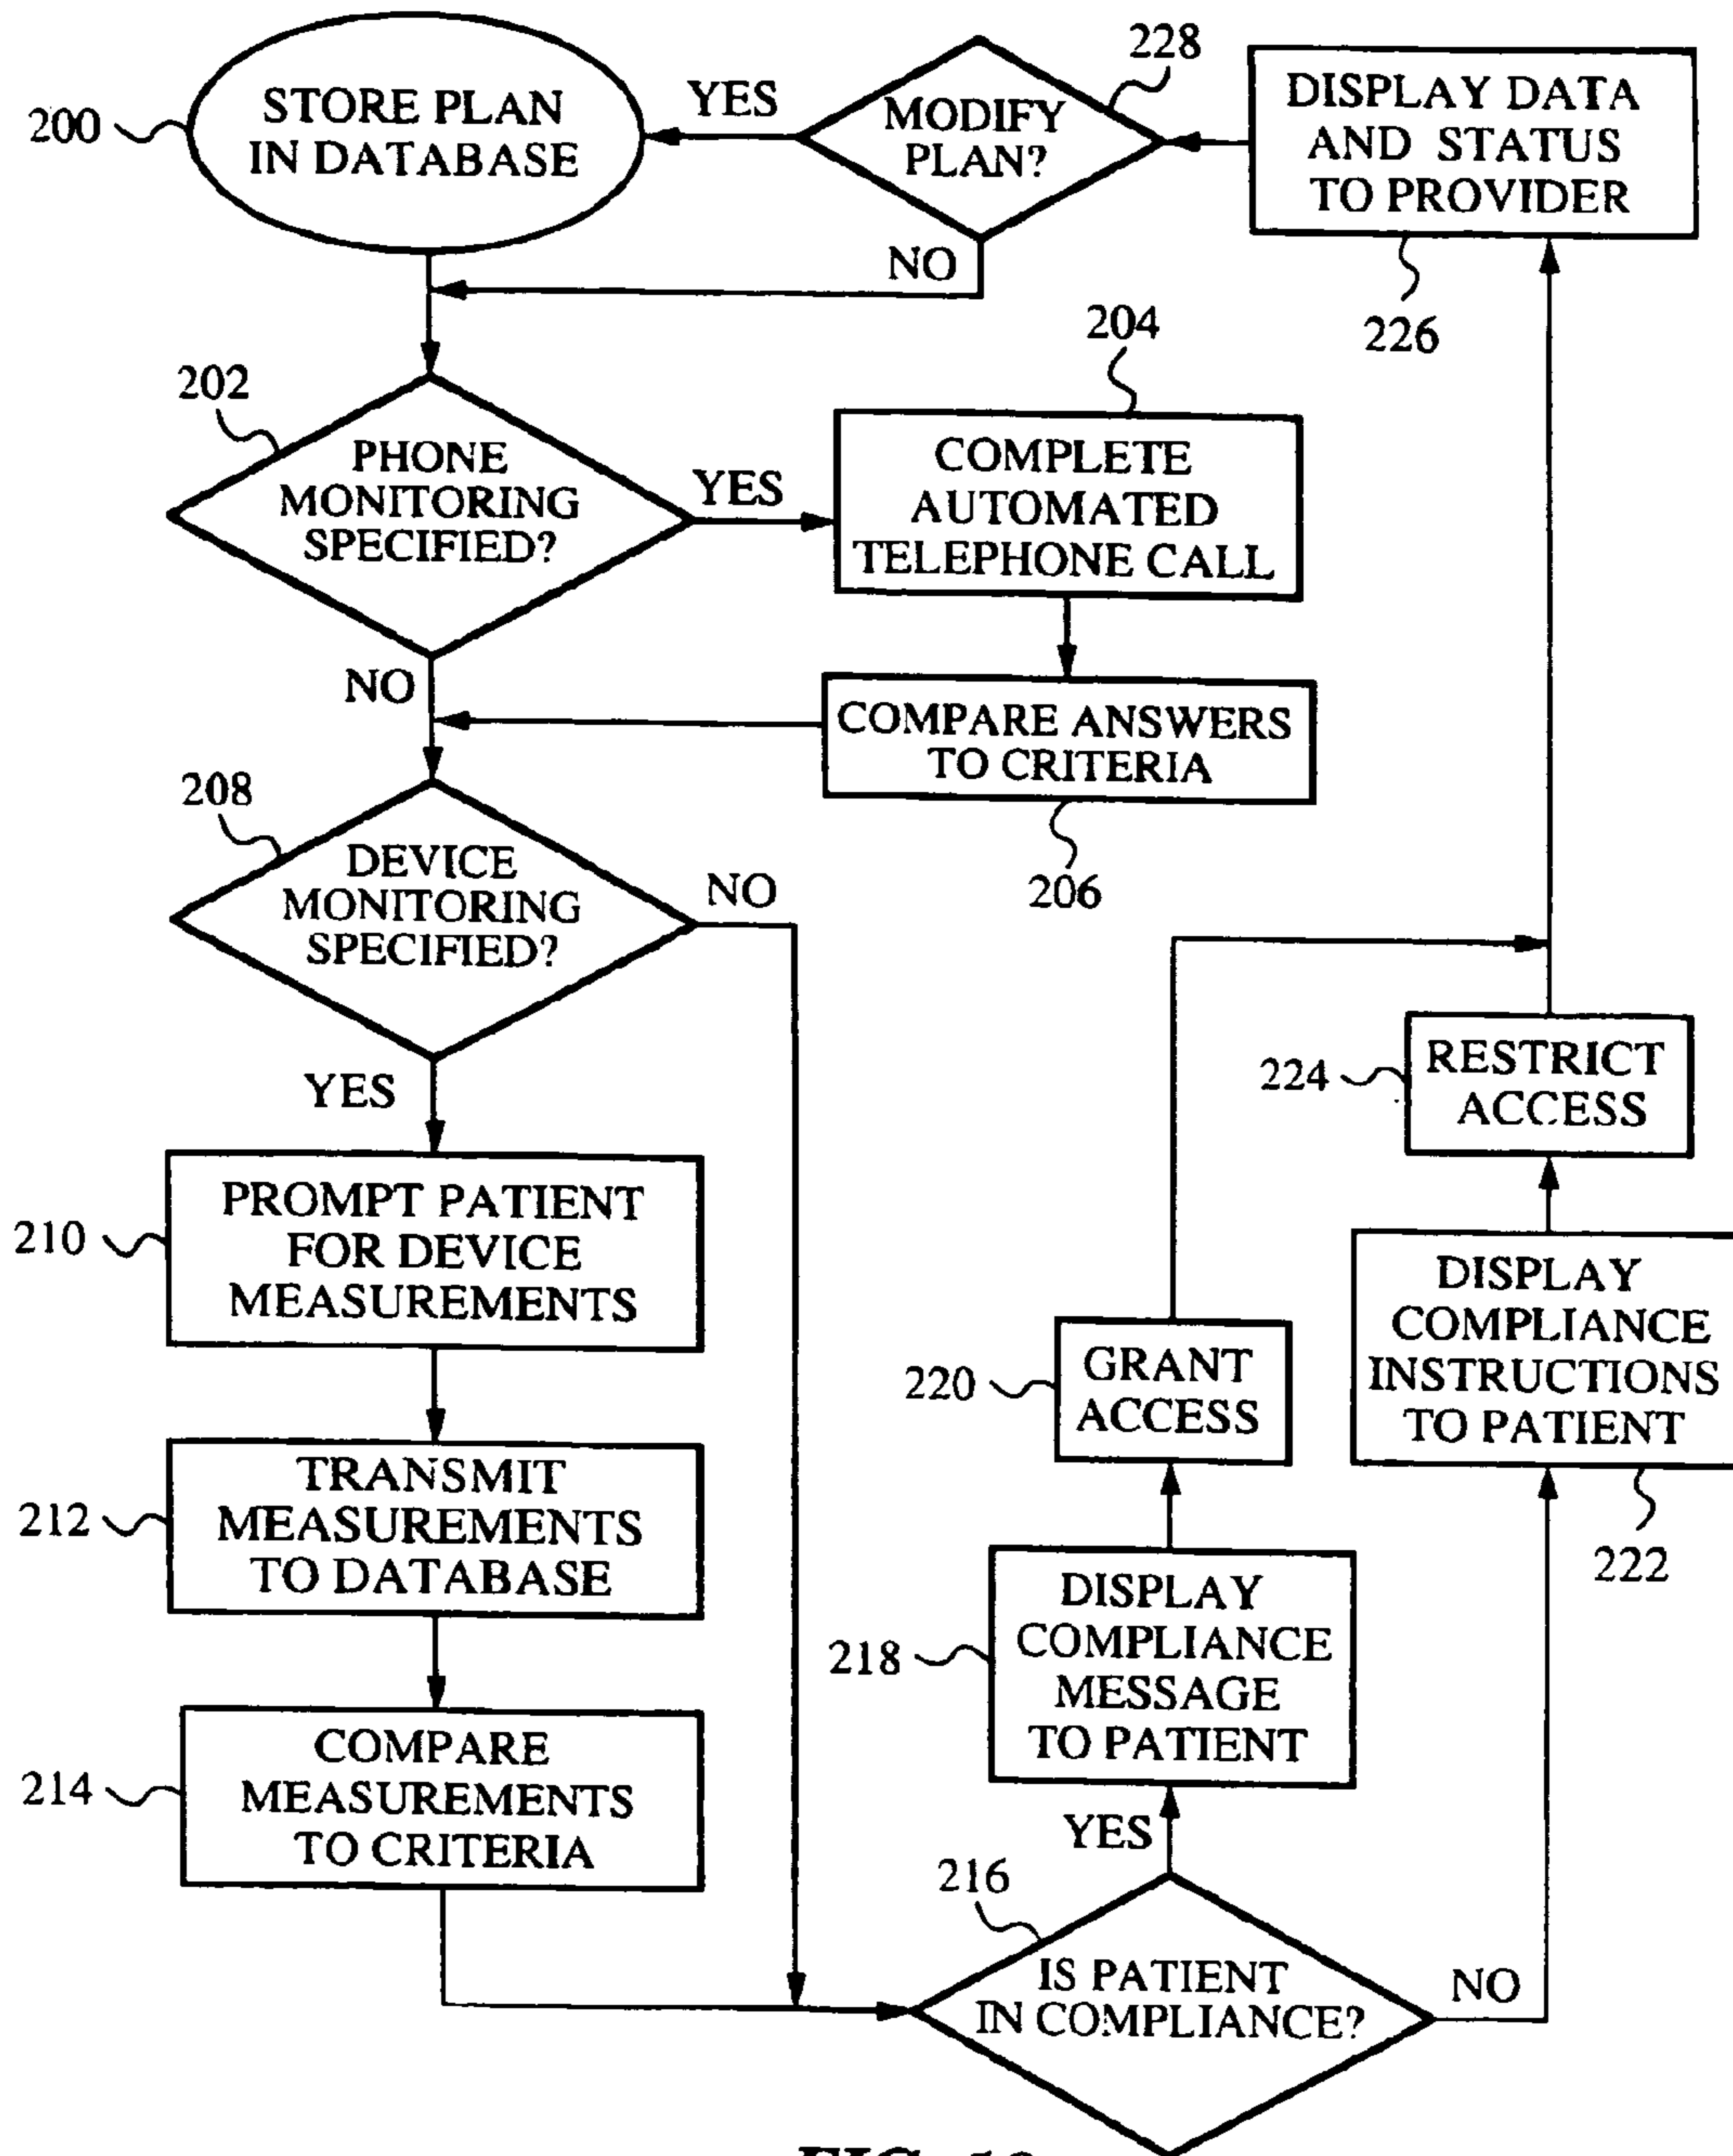 200
STORE PLAN
IN DATABASE
YES
MODIFY
PLAN?
228
DISPLAY DATA
AND STATUS
TO PROVIDER
226
NO
202
PHONE
MONITORING
SPECIFIED?
YES
204
COMPLETE
AUTOMATED
TELEPHONE CALL
NO
COMPARE ANSWERS
TO CRITERIA
206
208
DEVICE
MONITORING
SPECIFIED?
NO
YES
210
PROMPT PATIENT
FOR DEVICE
MEASUREMENTS
212
TRANSMIT
MEASUREMENTS
TO DATABASE
214
COMPARE
MEASUREMENTS
TO CRITERIA
216
IS PATIENT
IN COMPLIANCE?
YES
NO
218
DISPLAY
COMPLIANCE
MESSAGE
TO PATIENT
220
GRANT
ACCESS
222
DISPLAY
COMPLIANCE
INSTRUCTIONS
TO PATIENT
224
RESTRICT
ACCESS
FIG.